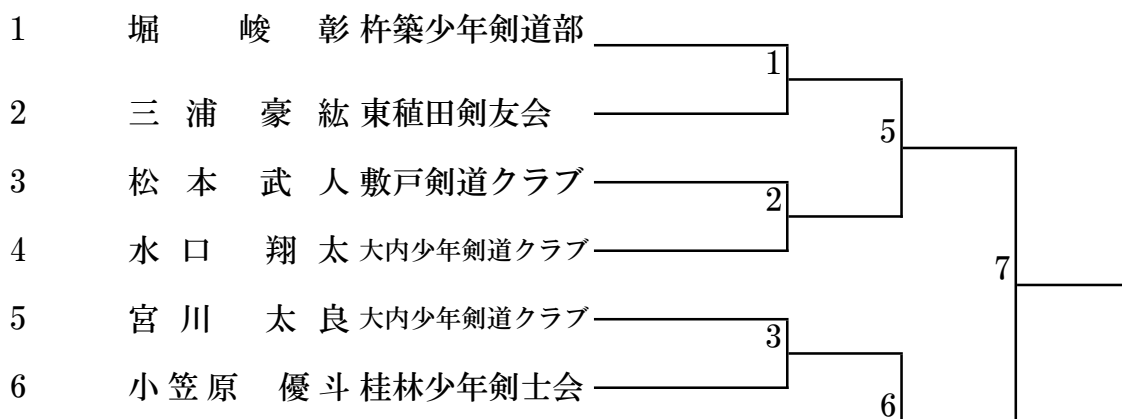 1 堀 峻 彰 杵築少年剣道部
1
2 三 浦 豪 紘 東稙田剣友会
5
3 松 本 武 人 敷戸剣道クラブ
2
4 水 口 翔 太 大内少年剣道クラブ
7
5 宮 川 太 良 大内少年剣道クラブ
3
6 小 笠 原 優 斗 桂林少年剣士会
6